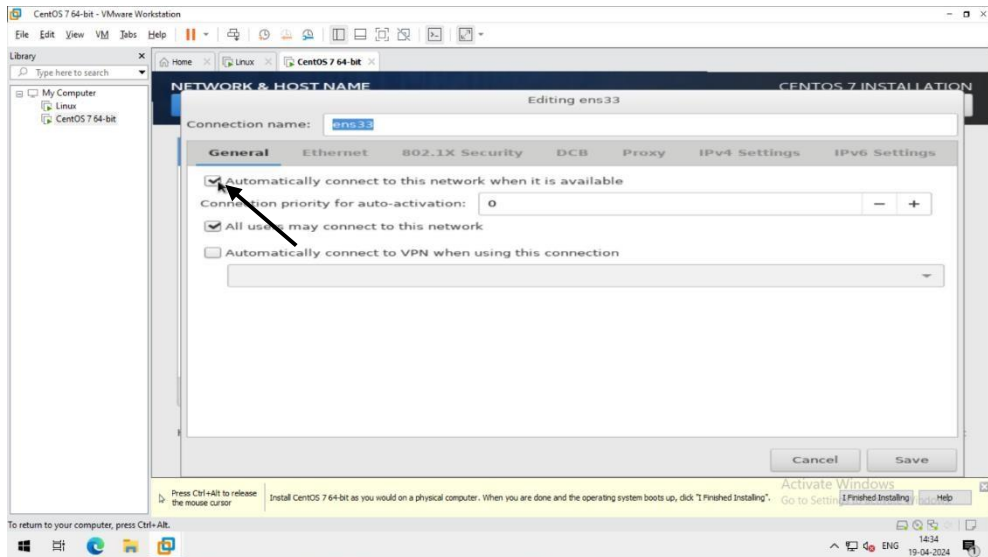 CentOS 7 64-bit - VMware Workstation
File Edit View VM Tabs Help
Library
Type here to search
My Computer
Linux
CentOS 7 64-bit
Home Linux CentOS 7 64-bit
NETWORK & HOST NAME CENTOS 7 INSTALLATION
Editing ens33
Connection name: ens33
General Ethernet 802.1X Security DCB Proxy IPv4 Settings IPv6 Settings
Automatically connect to this network when it is available
Connection priority for auto-activation: 0 − +
All users may connect to this network
Automatically connect to VPN when using this connection
Cancel Save
Activate Windows
Press Ctrl+Alt to release the mouse cursor
Install CentOS 7 64-bit as you would on a physical computer. When you are done and the operating system boots up, click "I Finished Installing".
Go to Settin
I Finished Installing Help
To return to your computer, press Ctrl+Alt.
ENG 14:34
19-04-2024
1